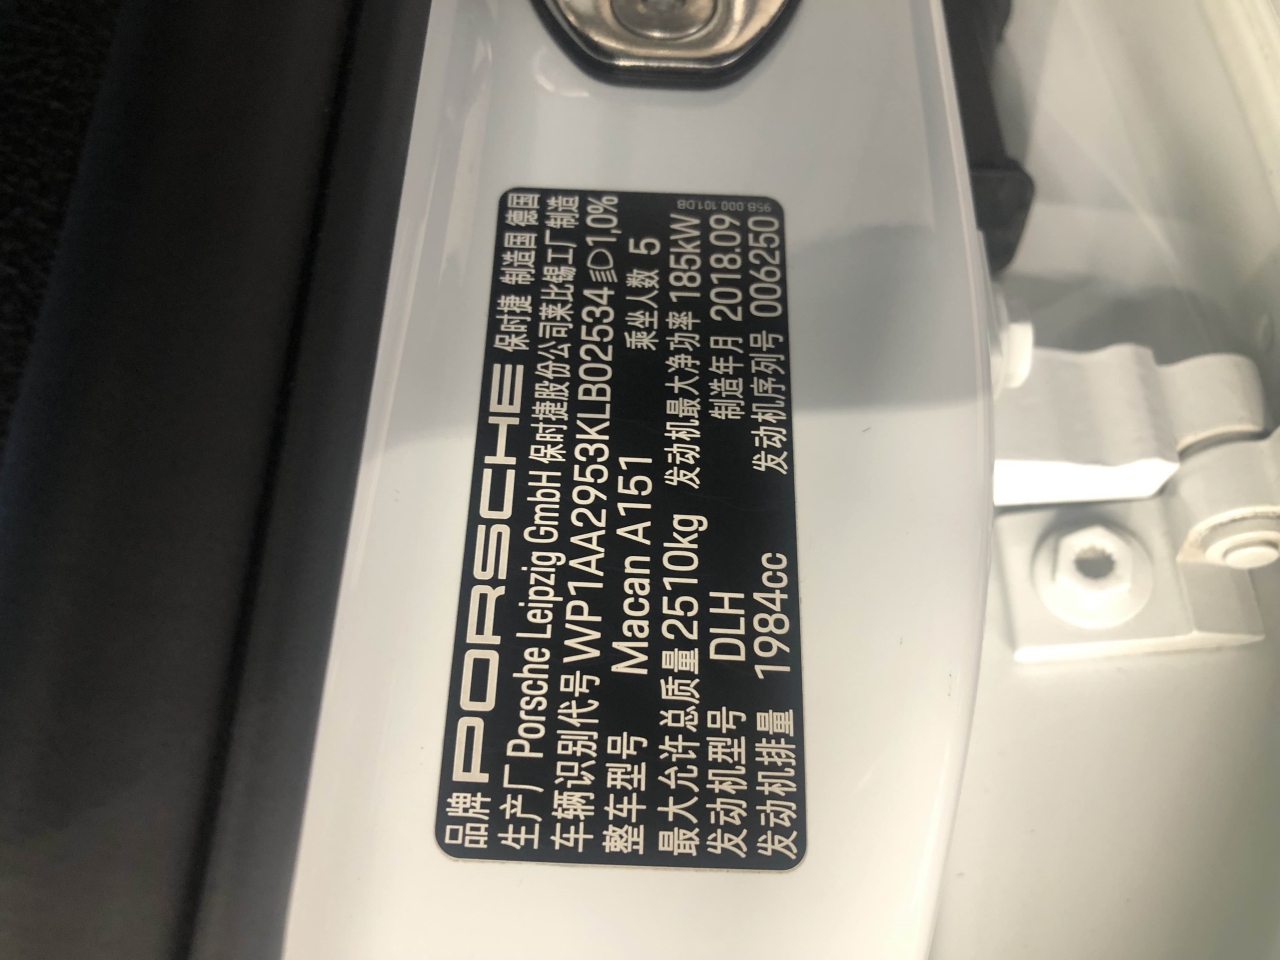 品牌 PORSCHE 保时捷 制造国 德国
生产厂 Porsche Leipzig GmbH 保时捷股份公司莱比锡工厂制造
车辆识别代号 WP1AA2953KLB02534 1,0%
整车型号 Macan A151 乘坐人数 5
最大允许总质量 2510kg 发动机最大净功率 185kW
发动机型号 DLH 制造年月 2018.09
发动机排量 1984cc 发动机序列号 006250
95B 000 101 DB